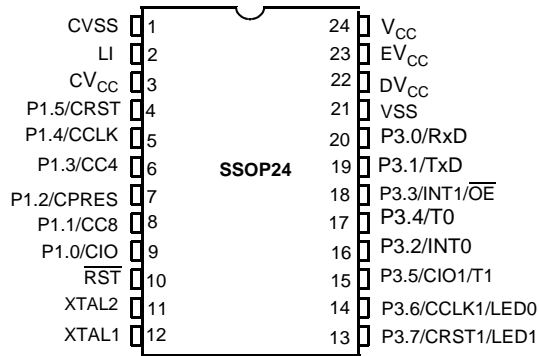 CVSS 1 24 VCC
LI 2 23 EVCC
CVCC 3 22 DVCC
P1.5/CRST 4 21 VSS
P1.4/CCLK 5 20 P3.0/RxD
P1.3/CC4 6 SSOP24 19 P3.1/TxD
P1.2/CPRES 7 18 P3.3/INT1/OE
P1.1/CC8 8 17 P3.4/T0
P1.0/CIO 9 16 P3.2/INT0
RST 10 15 P3.5/CIO1/T1
XTAL2 11 14 P3.6/CCLK1/LED0
XTAL1 12 13 P3.7/CRST1/LED1